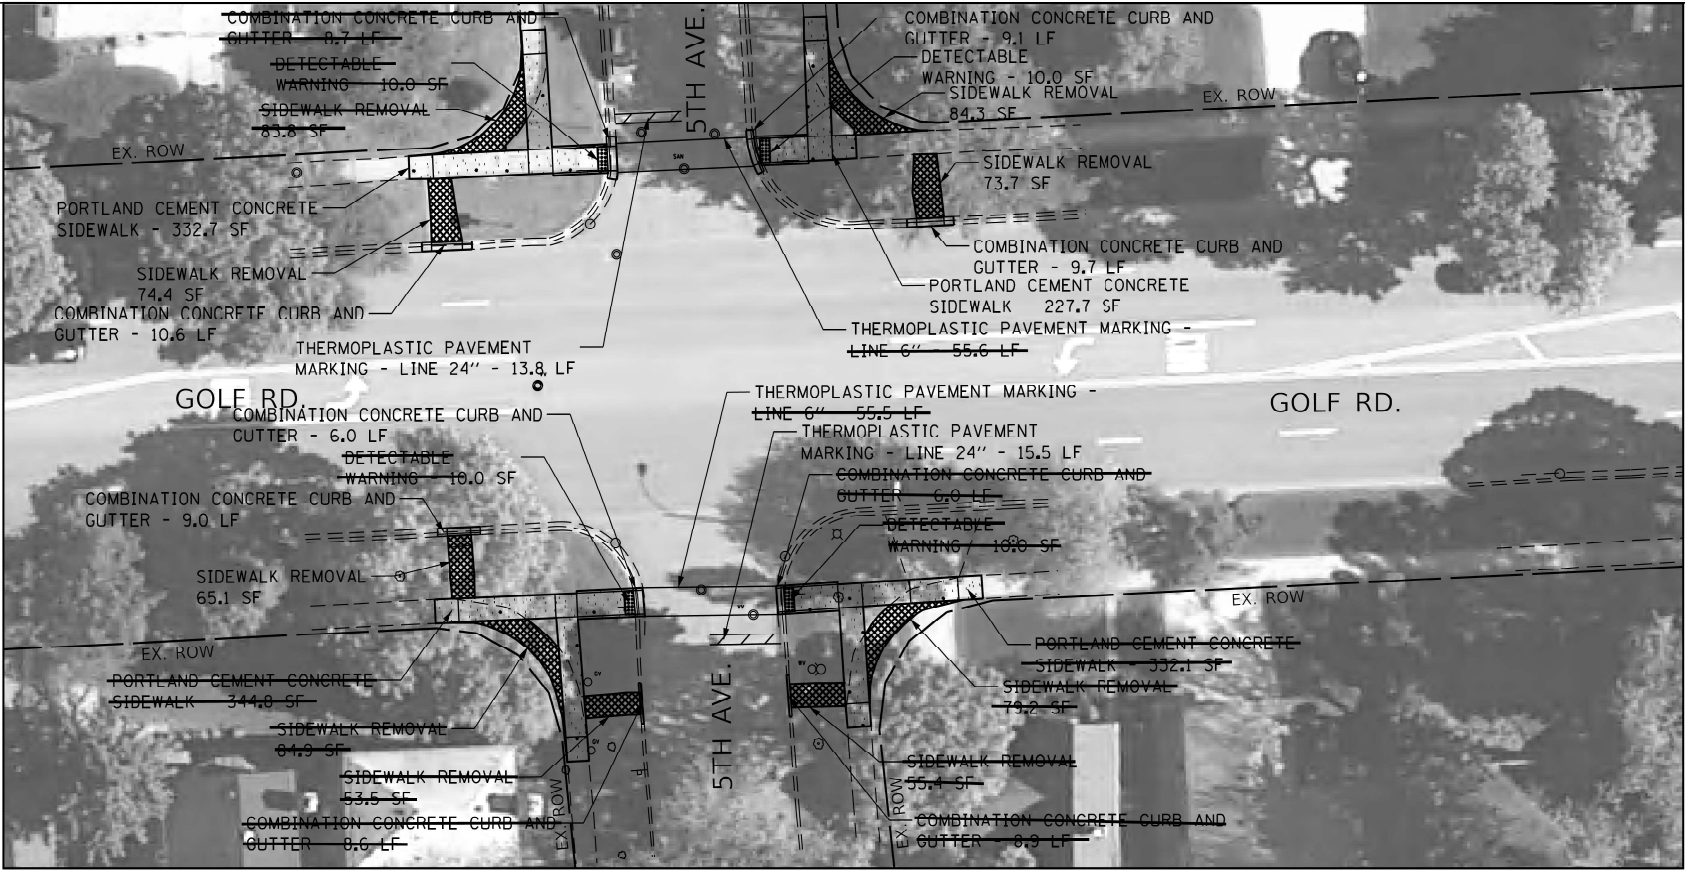 COMBINATION CONCRETE CURB AND
GUTTER - 8.7 LF
DETECTABLE
WARNING - 10.0 SF
SIDEWALK REMOVAL
83.8 SF
5TH AVE.
COMBINATION CONCRETE CURB AND
GUTTER - 9.1 LF
DETECTABLE
WARNING - 10.0 SF
SIDEWALK REMOVAL
84.3 SF
EX. ROW
EX. ROW
SAN
SIDEWALK REMOVAL
73.7 SF
PORTLAND CEMENT CONCRETE
SIDEWALK - 332.7 SF
COMBINATION CONCRETE CURB AND
GUTTER - 9.7 LF
SIDEWALK REMOVAL
74.4 SF
PORTLAND CEMENT CONCRETE
SIDEWALK 227.7 SF
COMBINATION CONCRETE CURB AND
GUTTER - 10.6 LF
THERMOPLASTIC PAVEMENT MARKING -
LINE 6" - 55.6 LF
THERMOPLASTIC PAVEMENT
MARKING - LINE 24" - 13.8 LF
GOLF RD.
GOLF RD.
THERMOPLASTIC PAVEMENT MARKING -
LINE 6" 55.5 LF
COMBINATION CONCRETE CURB AND
GUTTER - 6.0 LF
THERMOPLASTIC PAVEMENT
MARKING - LINE 24" - 15.5 LF
DETECTABLE
WARNING - 10.0 SF
COMBINATION CONCRETE CURB AND
GUTTER 6.0 LF
COMBINATION CONCRETE CURB AND
GUTTER - 9.0 LF
DETECTABLE
WARNING 10.0 SF
SIDEWALK REMOVAL
65.1 SF
EX. ROW
EX. ROW
PORTLAND CEMENT CONCRETE
SIDEWALK - 332.1 SF
PORTLAND CEMENT CONCRETE
SIDEWALK 344.8 SF
SIDEWALK REMOVAL
79.2 SF
5TH AVE.
SIDEWALK REMOVAL
84.9 SF
SIDEWALK REMOVAL
53.5 SF
SIDEWALK REMOVAL
55.4 SF
COMBINATION CONCRETE CURB AND
GUTTER 8.6 LF
EX. ROW
EX. ROW
COMBINATION CONCRETE CURB AND
GUTTER - 8.9 LF